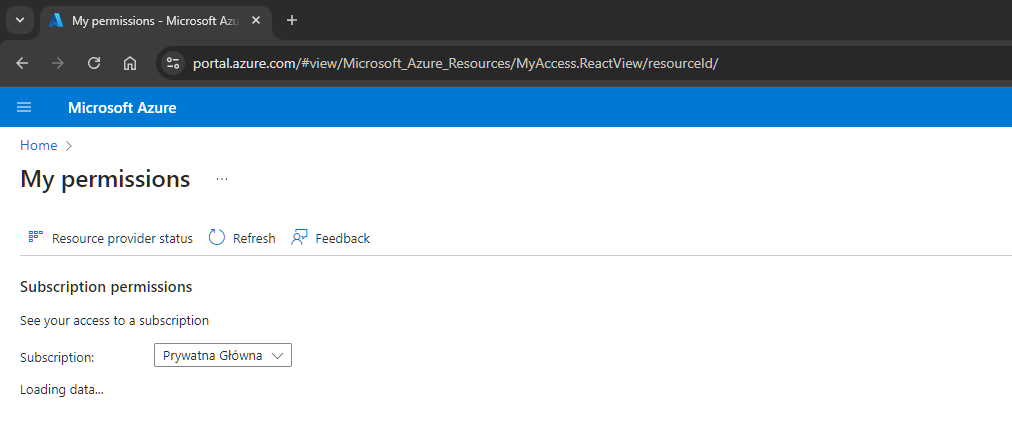 My permissions - Microsoft Azu
portal.azure.com/#view/Microsoft_Azure_Resources/MyAccess.ReactView/resourceId/
Microsoft Azure
Home
My permissions
Resource provider status Refresh Feedback
Subscription permissions
See your access to a subscription
Subscription: Prywatna Główna
Loading data...